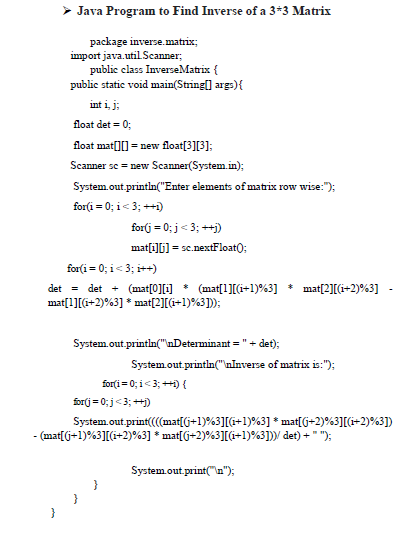 ➢ Java Program to Find Inverse of a 3*3 Matrix
package inverse.matrix;
import java.util.Scanner;
public class InverseMatrix {
public static void main(String[] args){
int i, j;
float det = 0;
float mat[][] = new float[3][3];
Scanner sc = new Scanner(System.in);
System.out.println("Enter elements of matrix row wise:");
for(i = 0; i < 3; ++i)
for(j = 0; j < 3; ++j)
mat[i][j] = sc.nextFloat();
for(i = 0; i < 3; i++)
det = det + (mat[0][i] * (mat[1][(i+1)%3] * mat[2][(i+2)%3] -
mat[1][(i+2)%3] * mat[2][(i+1)%3]));
System.out.println("\nDeterminant = " + det);
System.out.println("\nInverse of matrix is:");
for(i = 0; i < 3; ++i) {
for(j = 0; j < 3; ++j)
System.out.print((((mat[(j+1)%3][(i+1)%3] * mat[(j+2)%3][(i+2)%3])
- (mat[(j+1)%3][(i+2)%3] * mat[(j+2)%3][(i+1)%3]))/ det) + " ");
System.out.print("\n");
}
}
}